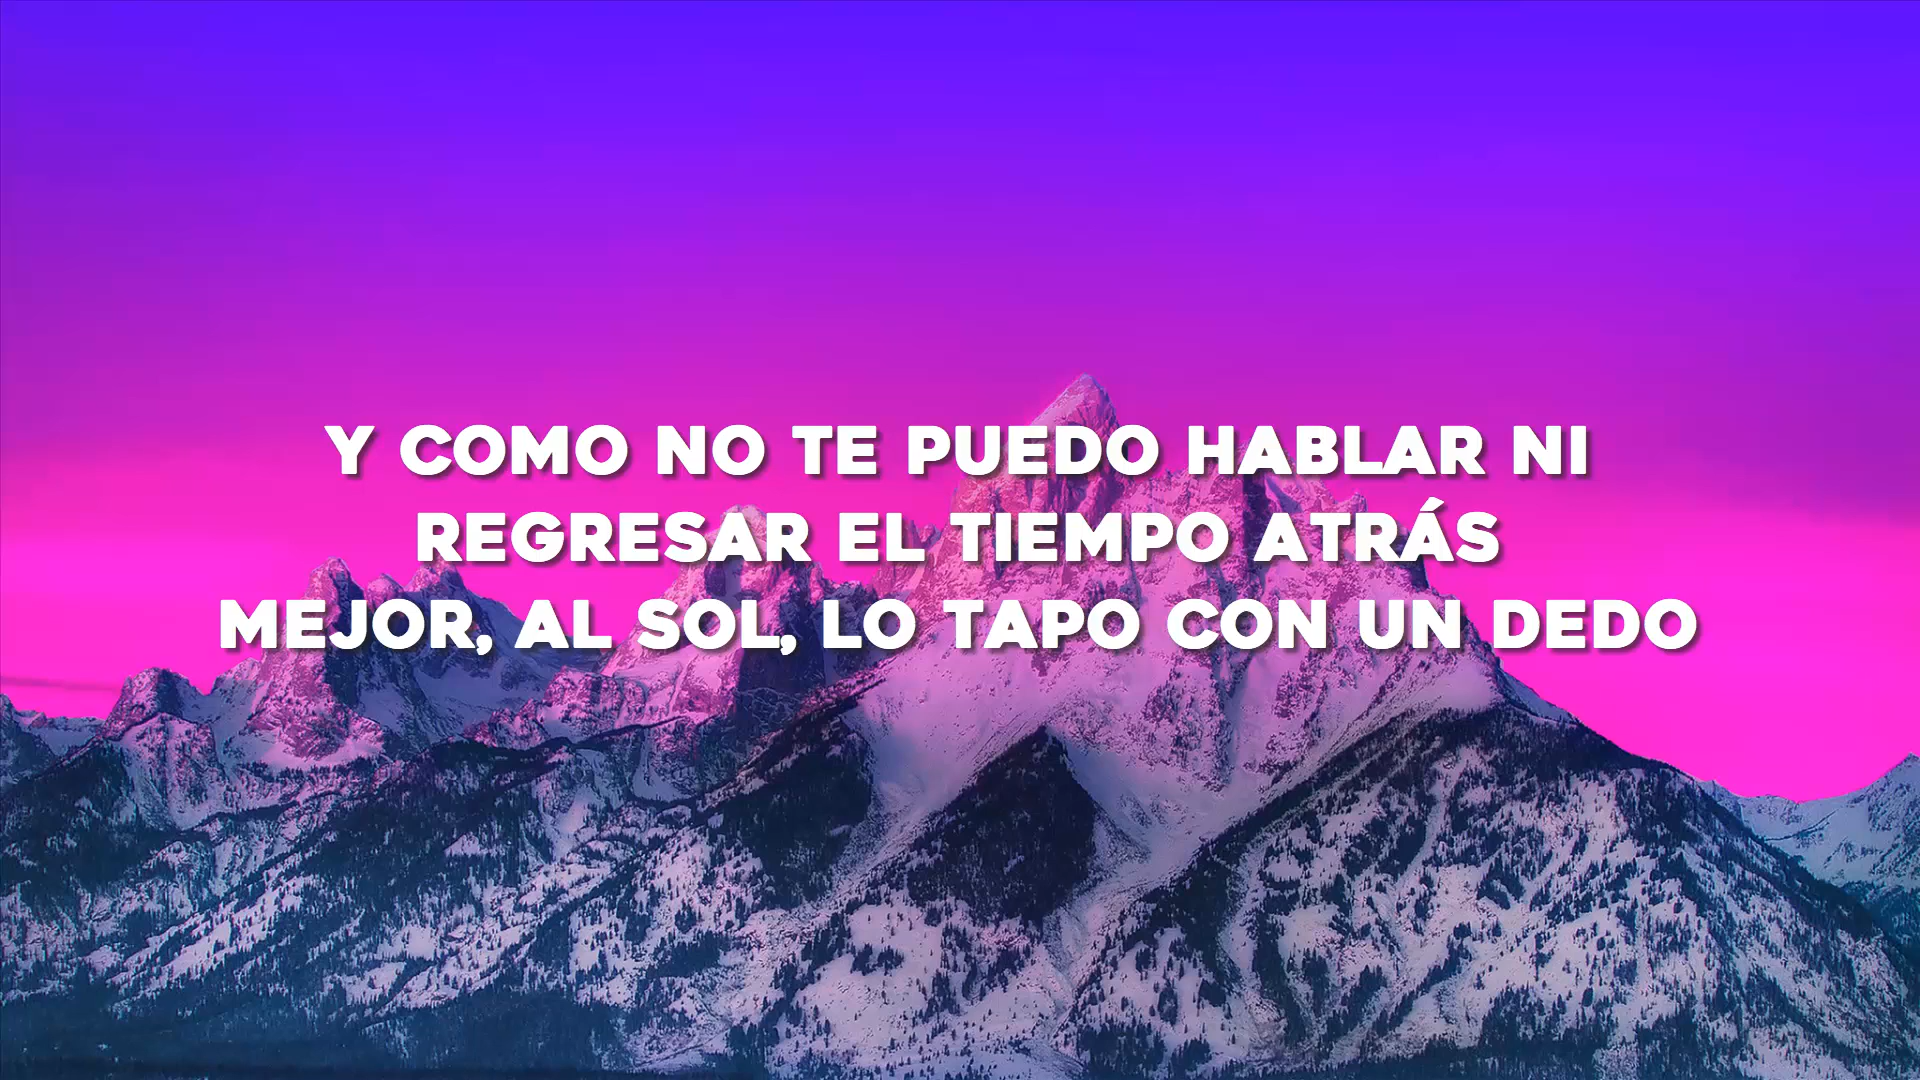 Y COMO NO TE PUEDO HABLAR NI
REGRESAR EL TIEMPO ATRÁS
MEJOR, AL SOL, LO TAPO CON UN DEDO